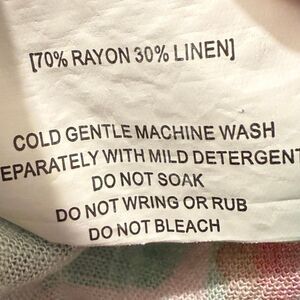 [70% RAYON 30% LINEN]
COLD GENTLE MACHINE WASH
EPARATELY WITH MILD DETERGENT
DO NOT SOAK
DO NOT WRING OR RUB
DO NOT BLEACH